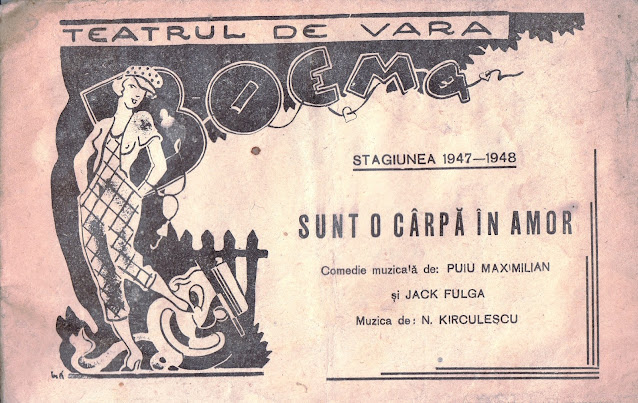 TEATRUL DE VARA
BOEMA
STAGIUNEA 1947—1948
SUNT O CÂRPĂ ÎN AMOR
Comedie muzicală de: PUIU MAXIMILIAN
și JACK FULGA
Muzica de: N. KIRCULESCU